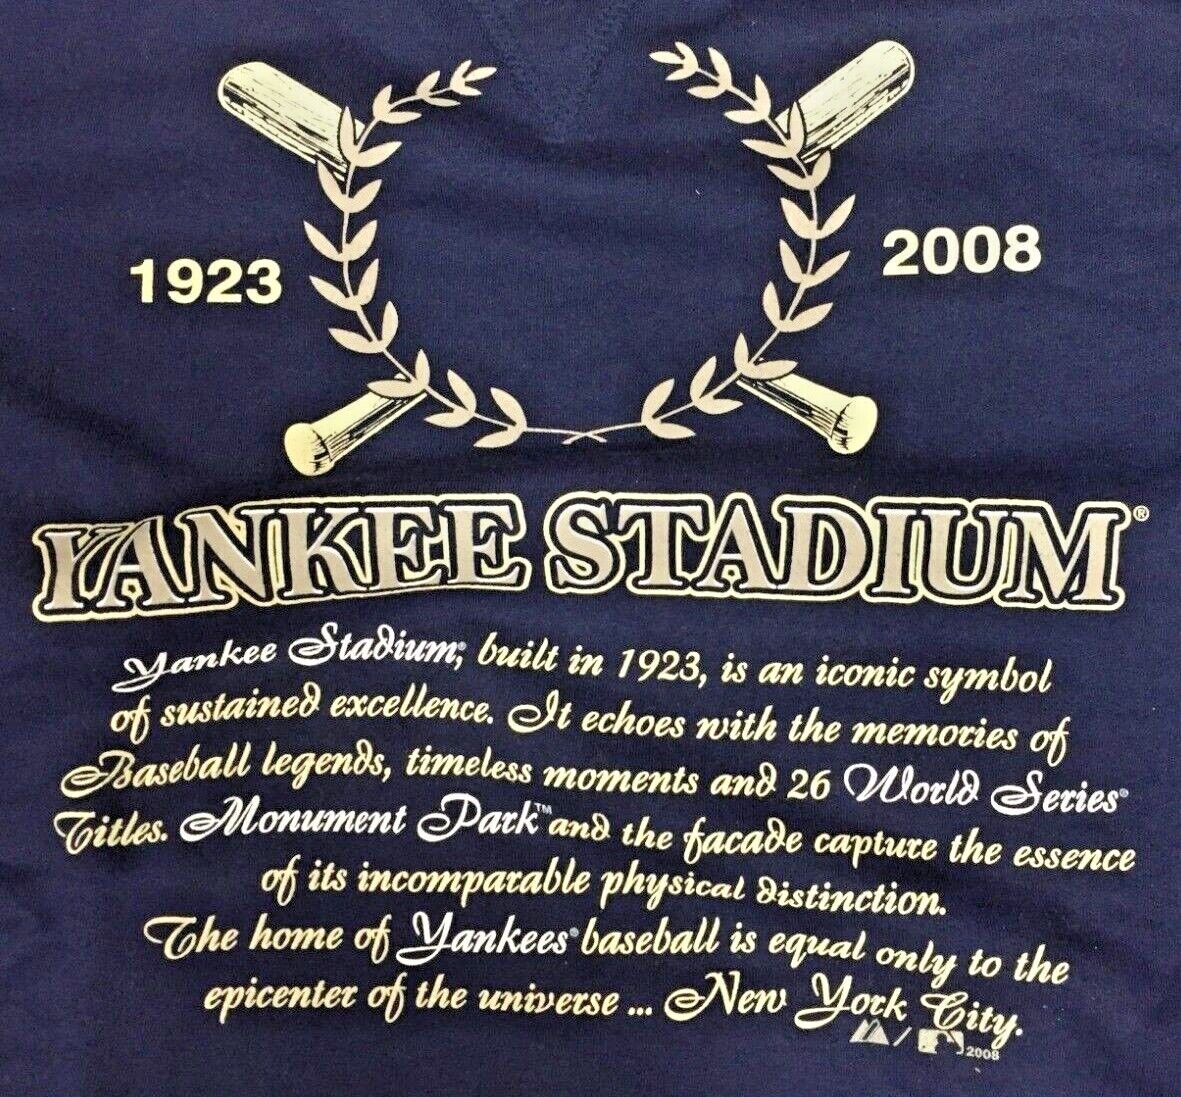 1923
2008
YANKEE STADIUM®
Yankee Stadium®, built in 1923, is an iconic symbol
of sustained excellence. It echoes with the memories of
Baseball legends, timeless moments and 26 World Series®
Titles. Monument Park™ and the facade capture the essence
of its incomparable physical distinction.
The home of Yankees® baseball is equal only to the
epicenter of the universe ... New York City.
2008